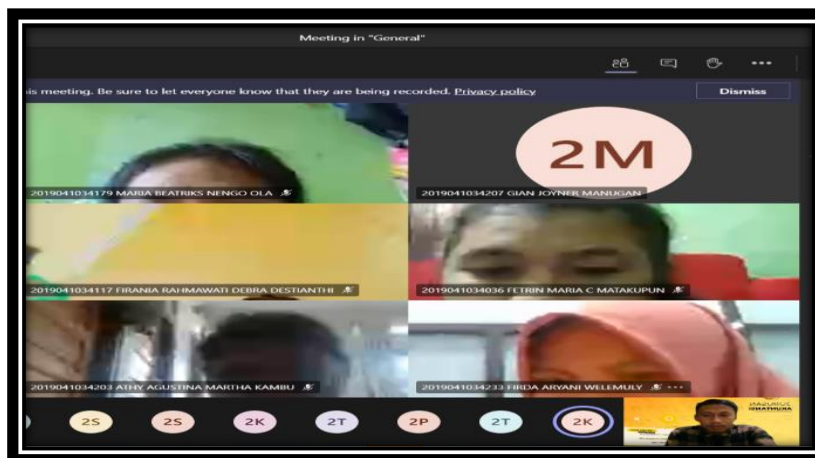 Meeting in "General"
is meeting. Be sure to let everyone know that they are being recorded. Privacy policy
Dismiss
2M
2019041034179 MARIA BEATRIKS NENGO OLA
2019041034207 GIAN JOYNER MANUGAN
2019041034117 FIRANIA RAHMAWATI DEBRA DESTIANTHI
2019041034036 FETRIN MARIA C MATAKUPUN
2019041034203 ATHY AGUSTINA MARTHA KAMBU
2019041034233 FIRDA ARYANI WELEMULY
2S
2S
2K
2T
2P
2T
2K